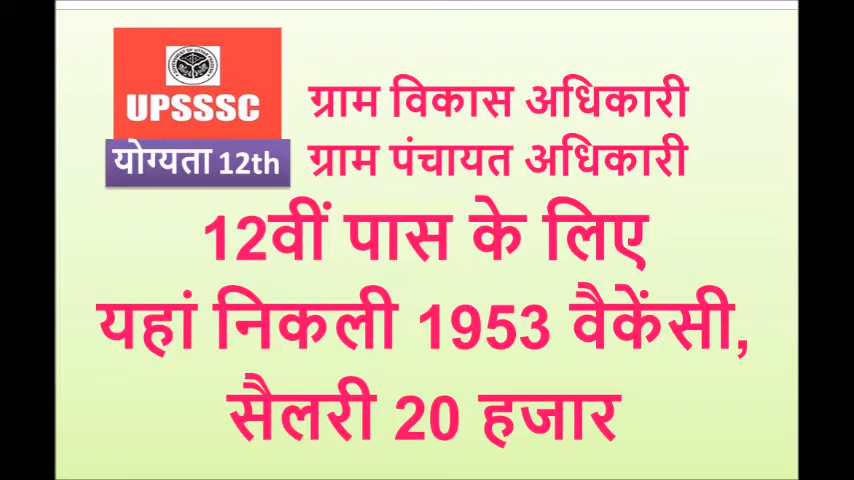 UPSSSC
योग्यता 12th
ग्राम विकास अधिकारी
ग्राम पंचायत अधिकारी
12वीं पास के लिए
यहां निकली 1953 वैकेंसी,
सैलरी 20 हजार